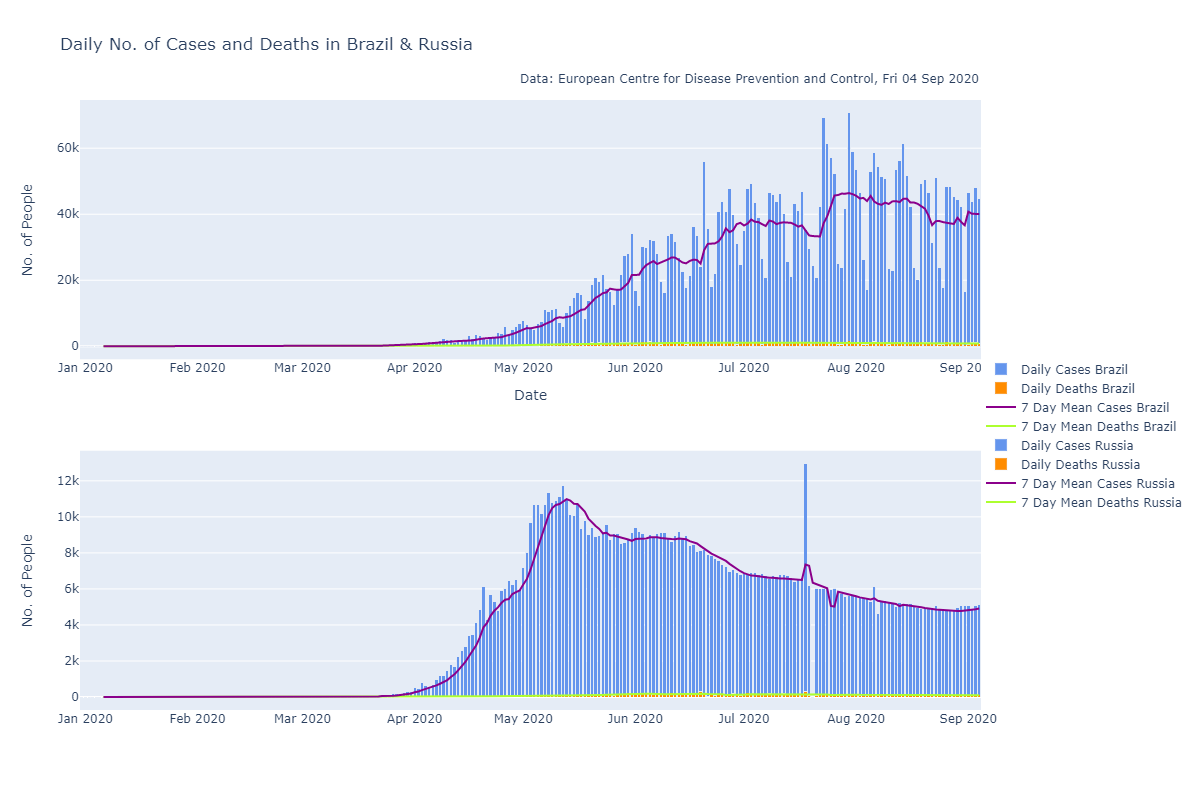 Daily No. of Cases and Deaths in Brazil & Russia
Data: European Centre for Disease Prevention and Control, Fri 04 Sep 2020
No. of People
60k
40k
20k
0
Jan 2020 Feb 2020 Mar 2020 Apr 2020 May 2020 Jun 2020 Jul 2020 Aug 2020 Sep 20
Date
Daily Cases Brazil
Daily Deaths Brazil
7 Day Mean Cases Brazil
7 Day Mean Deaths Brazil
Daily Cases Russia
Daily Deaths Russia
7 Day Mean Cases Russia
7 Day Mean Deaths Russia
No. of People
12k
10k
8k
6k
4k
2k
0
Jan 2020 Feb 2020 Mar 2020 Apr 2020 May 2020 Jun 2020 Jul 2020 Aug 2020 Sep 2020